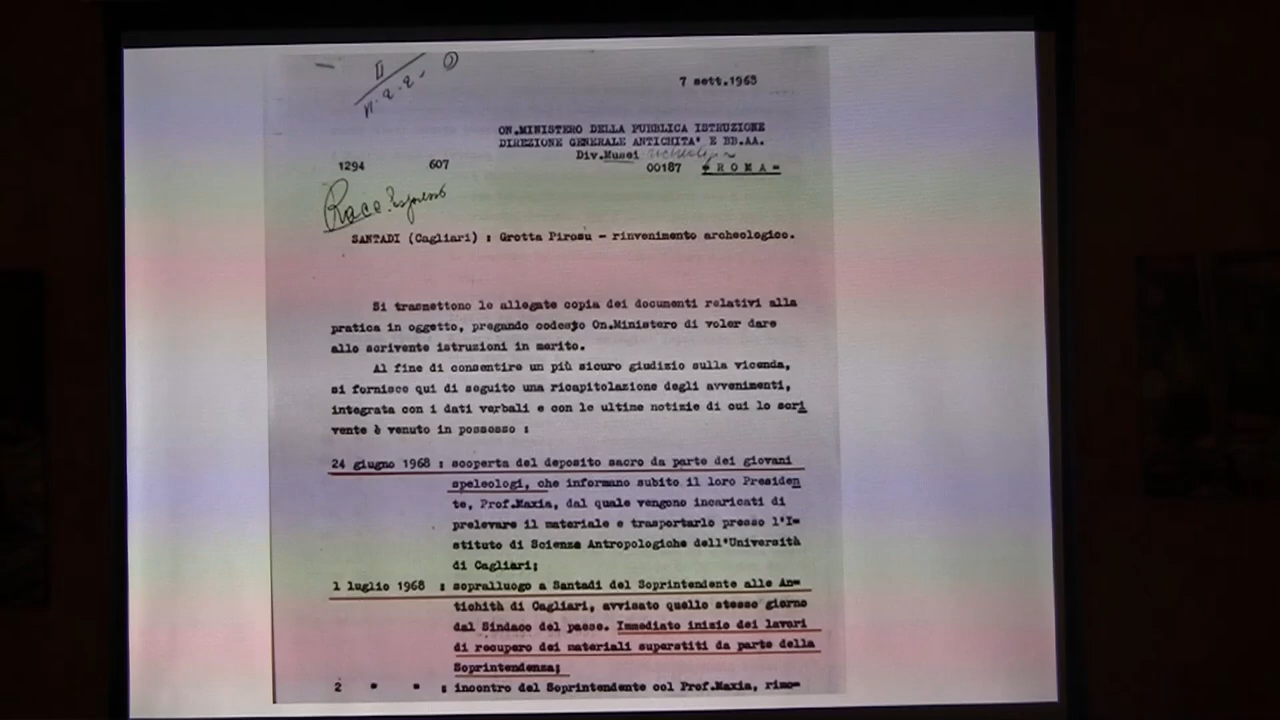 II
7 sett.1968
ON.MINISTERO DELLA PUBBLICA ISTRUZIONE
DIREZIONE GENERALE ANTICHITA' E BB.AA.
Div.Musei
1294 607 00187 = R O M A =
Race. Espresso
SANTADI (Cagliari) : Grotta Pirosu - rinvenimento archeologico.
Si trasmettono le allegate copia dei documenti relativi alla
pratica in oggetto, pregando codesto On.Ministero di voler dare
allo scrivente istruzioni in merito.
Al fine di consentire un più sicuro giudizio sulla vicenda,
si fornisce qui di seguito una ricapitolazione degli avvenimenti,
integrata con i dati verbali e con le ultime notizie di cui lo scri
vente è venuto in possesso :
24 giugno 1968 : scoperta del deposito sacro da parte dei giovani
speleologi, che informano subito il loro Presiden
te, Prof.Maxia, dal quale vengono incaricati di
prelevare il materiale e trasportarlo presso l'I=
stituto di Scienze Antropologiche dell'Università
di Cagliari;
1 luglio 1968 : sopralluogo a Santadi del Soprintendente alle An=
tichità di Cagliari, avvisato quello stesso giorno
dal Sindaco del paese. Immediato inizio dei lavori
di recupero dei materiali superstiti da parte della
Soprintendenza;
2 " " : incontro del Soprintendente col Prof.Maxia, rimo=